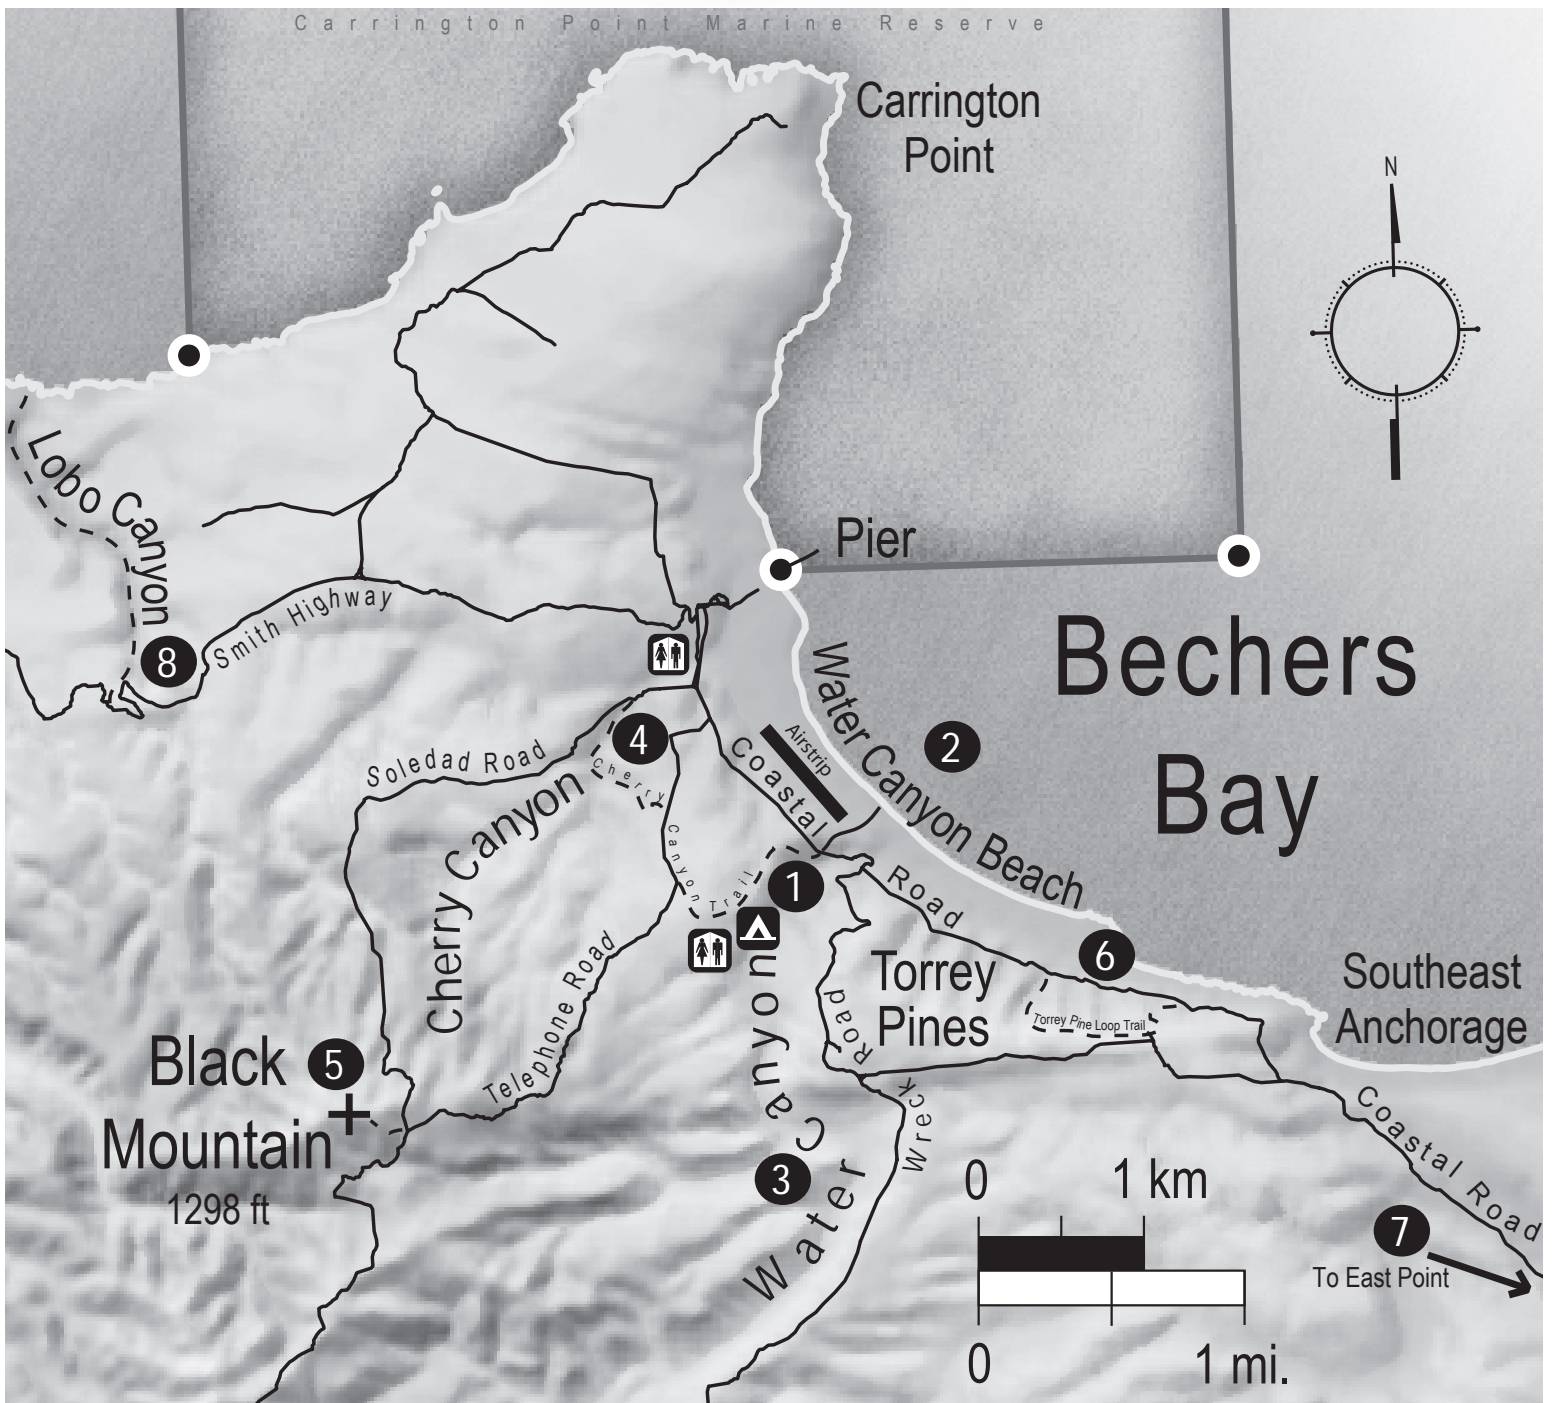 Carrington Point Marine Reserve
Carrington
Point
N
Lobo Canyon
Pier
Smith Highway
8
Bechers
Bay
Water Canyon Beach
2
4
Soledad Road
Coastal
Road
Airstrip
Cherry
Canyon
Trail
Cherry Canyon
1
6
Torrey
Pines
Torrey Pine Loop Trail
Southeast
Anchorage
Telephone Road
Black
Mountain
1298 ft
5
Water Canyon
3
Wreck
Road
Coastal Road
7
To East Point
0
1 km
0
1 mi.